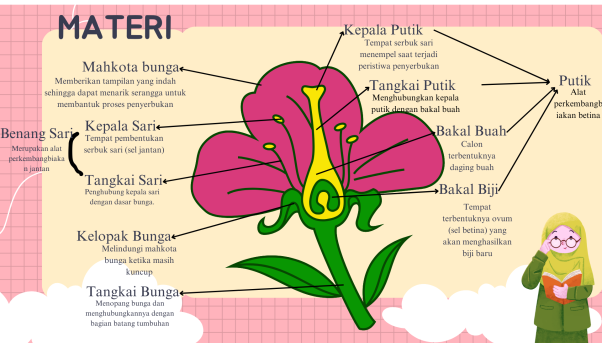 MATERI
Mahkota bunga
Memberikan tampilan yang indah
sehingga dapat menarik serangga untuk
membantuk proses penyerbukan
Benang Sari
Merupakan alat
perkembangbiaka
n jantan
Kepala Sari
Tempat pembentukan
serbuk sari (sel jantan)
Tangkai Sari
Penghubung kepala sari
dengan dasar bunga.
Kelopak Bunga
Melindungi mahkota
bunga ketika masih
kuncup
Tangkai Bunga
Menopang bunga dan
menghubungkannya dengan
bagian batang tumbuhan
Kepala Putik
Tempat serbuk sari
menempel saat terjadi
peristiwa penyerbukan
Tangkai Putik
Menghubungkan kepala
putik dengan bakal buah
Bakal Buah
Calon
terbentuknya
daging buah
Bakal Biji
Tempat
terbentuknya ovum
(sel betina) yang
akan menghasilkan
biji baru
Putik
Alat
perkembangb
iakan betina